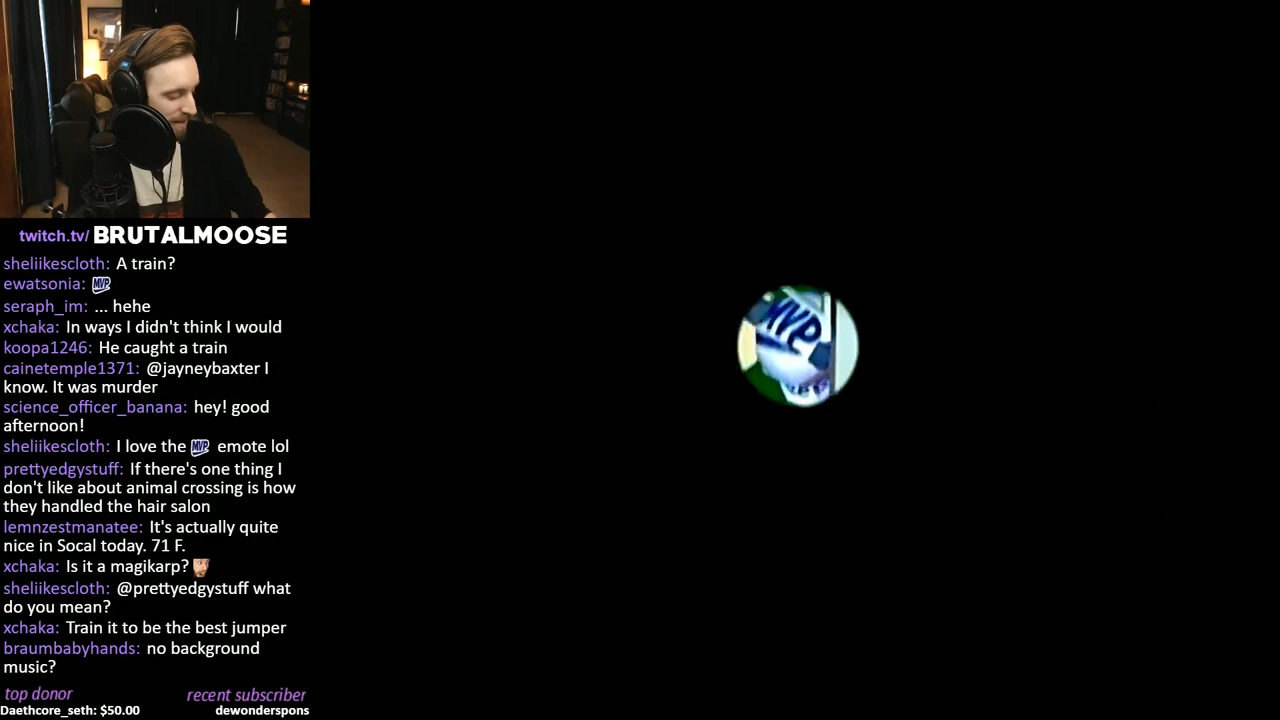 twitch.tv/ BRUTALMOOSE
sheliikescloth: A train?
ewatsonia: MVP
seraph_im: ... hehe
xchaka: In ways I didn't think I would
koopa1246: He caught a train
cainetemple1371: @jayneybaxter I
know. It was murder
science_officer_banana: hey! good
afternoon!
sheliikescloth: I love the MVP emote lol
prettyedgystuff: If there's one thing I
don't like about animal crossing is how
they handled the hair salon
lemnzestmanatee: It's actually quite
nice in Socal today. 71 F.
xchaka: Is it a magikarp?
sheliikescloth: @prettyedgystuff what
do you mean?
xchaka: Train it to be the best jumper
braumbabyhands: no background
music?
top donor recent subscriber
Daethcore_seth: $50.00 dewonderspons
MVP